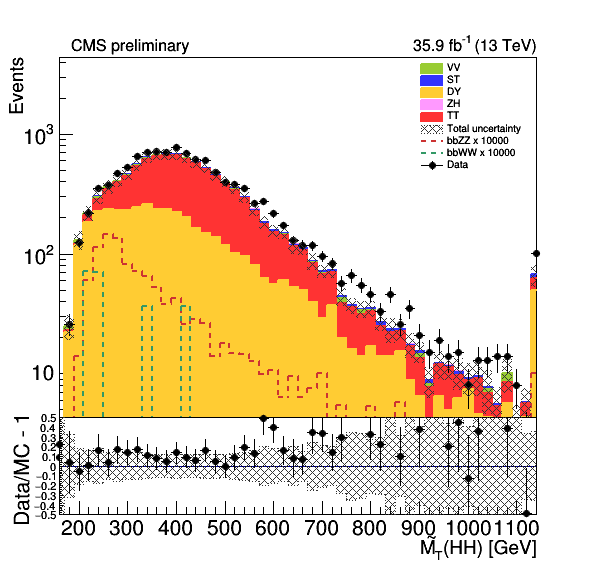 CMS preliminary 35.9 fb⁻¹ (13 TeV)
Events
VV
ST
DY
ZH
TT
Total uncertainty
bbZZ x 10000
bbWW x 10000
Data
10³
10²
10
Data/MC - 1
0.5
0.4
0.3
0.2
0.1
0
-0.1
-0.2
-0.3
-0.4
-0.5
200 300 400 500 600 700 800 900 1000 1100
M̃_T(HH) [GeV]